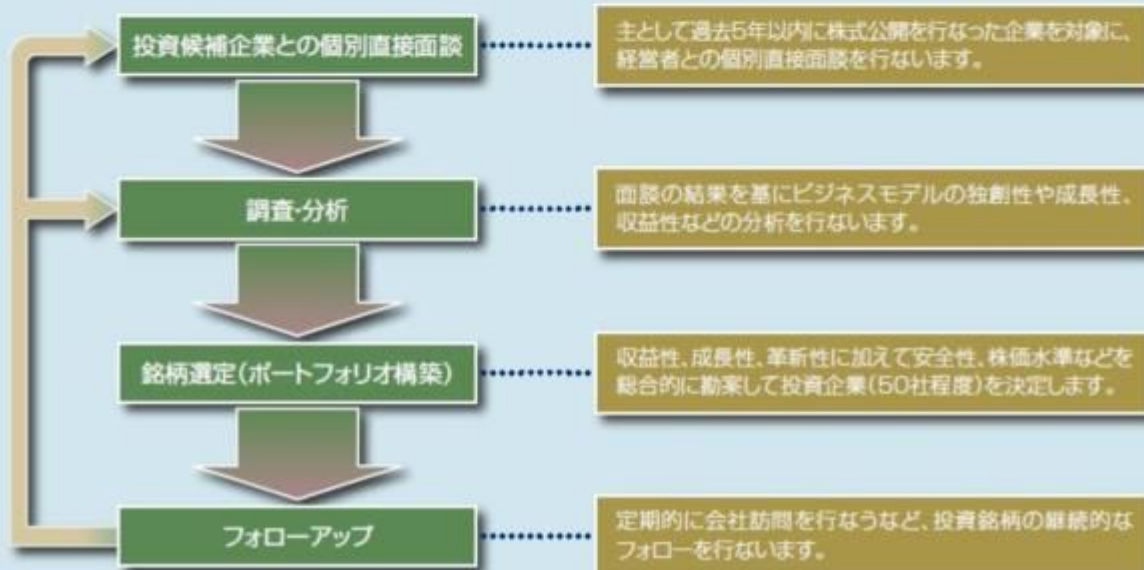 投資候補企業との個別直接面談
主として過去5年以内に株式公開を行なった企業を対象に、
経営者との個別直接面談を行ないます。
調査・分析
面談の結果を基にビジネスモデルの独創性や成長性、
収益性などの分析を行ないます。
銘柄選定(ポートフォリオ構築)
収益性、成長性、革新性に加えて安全性、株価水準などを
総合的に勘案して投資企業(50社程度)を決定します。
フォローアップ
定期的に会社訪問を行なうなど、投資銘柄の継続的な
フォローを行ないます。